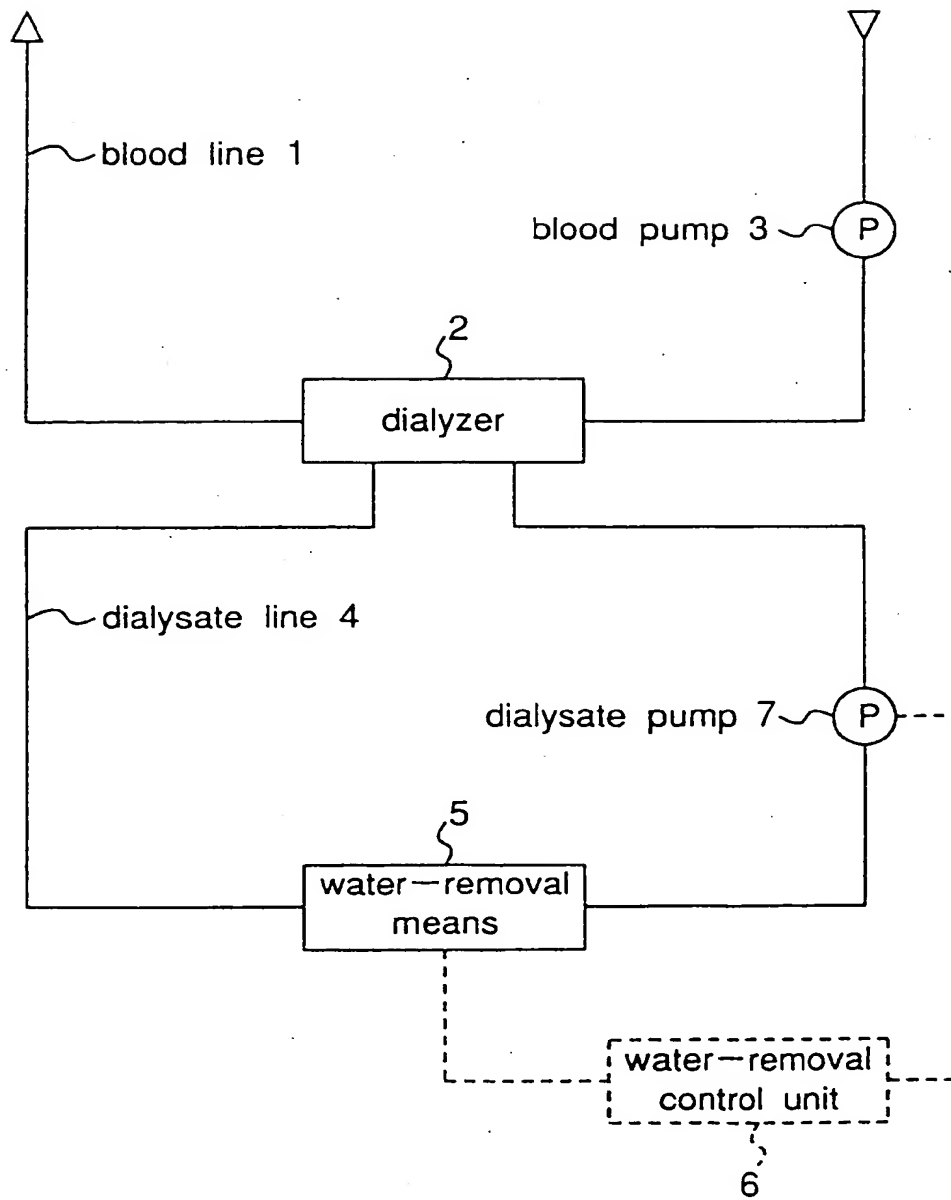 blood line 1
blood pump 3
P
2
dialyzer
dialysate line 4
dialysate pump 7
P
5
water-removal
means
water-removal
control unit
6